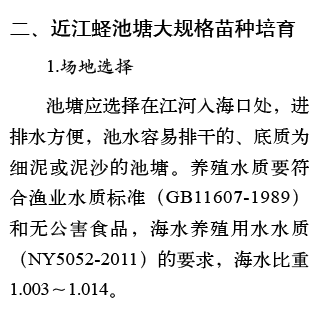 二、近江蛏池塘大规格苗种培育
1.场地选择
池塘应选择在江河入海口处，进
排水方便，池水容易排干的、底质为
细泥或泥沙的池塘。养殖水质要符
合渔业水质标准（GB11607-1989）
和无公害食品，海水养殖用水水质
（NY5052-2011）的要求，海水比重
1.003～1.014。